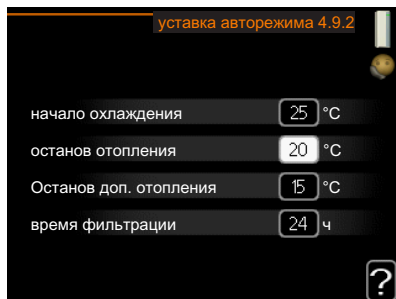 уставка авторежима 4.9.2
начало охлаждения 25 °C
останов отопления 20 °C
Останов доп. отопления 15 °C
время фильтрации 24 ч
?